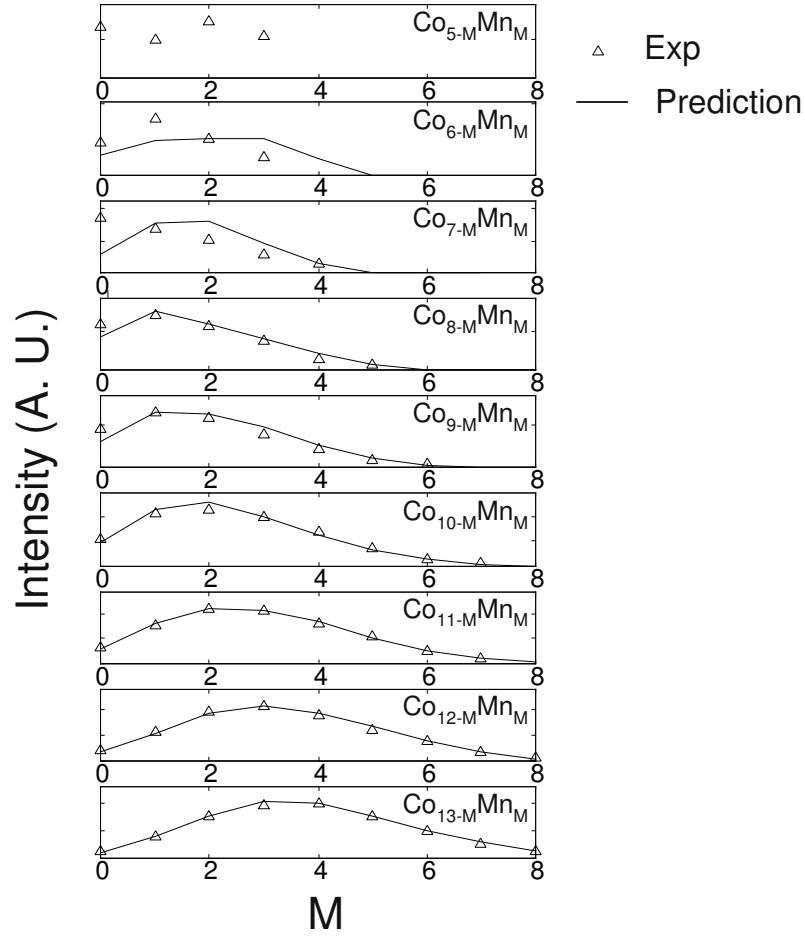 Co5-MMnM
0 2 4 6 8
Co6-MMnM
0 2 4 6 8
Co7-MMnM
0 2 4 6 8
Co8-MMnM
0 2 4 6 8
Co9-MMnM
0 2 4 6 8
Co10-MMnM
0 2 4 6 8
Co11-MMnM
0 2 4 6 8
Co12-MMnM
0 2 4 6 8
Co13-MMnM
0 2 4 6 8
M
Intensity (A. U.)
Exp
Prediction